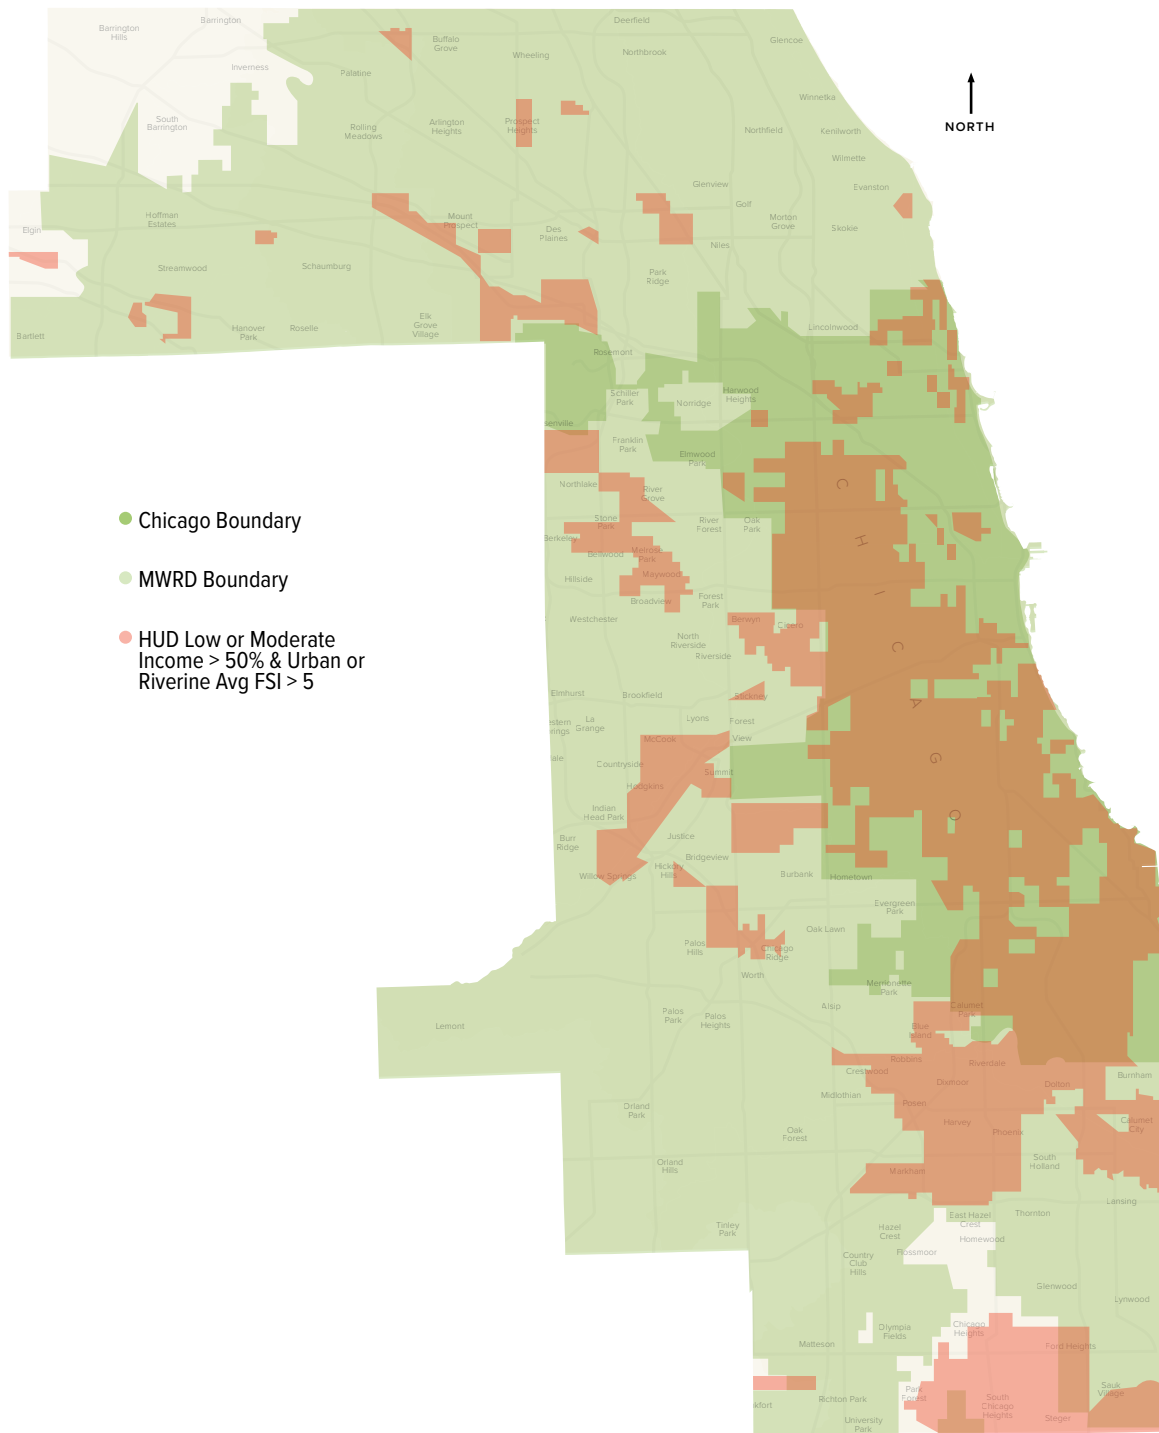 Barrington
Hills
Barrington
Inverness
South
Barrington
Palatine
Buffalo
Grove
Wheeling
Deerfield
Northbrook
Glencoe
Winnetka
NORTH
Rolling
Meadows
Arlington
Heights
Prospect
Heights
Northfield
Kenilworth
Wilmette
Glenview
Evanston
Golf
Morton
Grove
Skokie
Niles
Hoffman
Estates
Elgin
Streamwood
Schaumburg
Mount
Prospect
Des
Plaines
Park
Ridge
Bartlett
Hanover
Park
Roselle
Elk
Grove
Village
Lincolnwood
Rosemont
Schiller
Park
Norridge
Harwood
Heights
senville
Franklin
Park
Elmwood
Park
Northlake
River
Grove
Stone
Park
River
Forest
Oak
Park
Berkeley
Bellwood
Melrose
Park
Maywood
Hillside
Broadview
Forest
Park
Westchester
Berwyn
Cicero
North
Riverside
Riverside
CHICAGO
Chicago Boundary
MWRD Boundary
HUD Low or Moderate
Income > 50% & Urban or
Riverine Avg FSI > 5
Elmhurst
Brookfield
Stickney
estern
rings
La
Grange
Lyons
Forest
View
McCook
dale
Countryside
Summit
Hodgkins
Indian
Head Park
Burr
Ridge
Justice
Bridgeview
Willow Springs
Hickory
Hills
Burbank
Hometown
Evergreen
Park
Oak Lawn
Palos
Hills
Chicago
Ridge
Worth
Merrionette
Park
Alsip
Calumet
Park
Lemont
Palos
Park
Palos
Heights
Blue
Island
Robbins
Riverdale
Crestwood
Dixmoor
Dolton
Burnham
Midlothian
Posen
Orland
Park
Harvey
Calumet
City
Oak
Forest
Phoenix
Orland
Hills
Markham
South
Holland
Lansing
Tinley
Park
Hazel
Crest
East Hazel
Crest
Thornton
Homewood
Flossmoor
Country
Club
Hills
Glenwood
Lynwood
Olympia
Fields
Chicago
Heights
Matteson
Ford Heights
Park
Forest
Sauk
Village
kfort
Richton Park
South
Chicago
Heights
University
Park
Steger